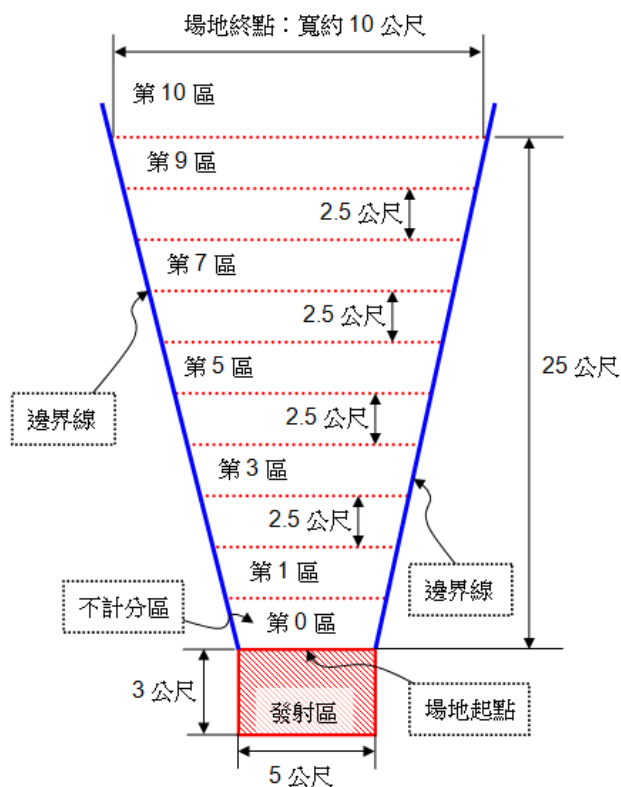 場地終點：寬約 10 公尺
第 10 區
第 9 區
2.5 公尺
第 7 區
2.5 公尺
25 公尺
第 5 區
邊界線
2.5 公尺
第 3 區
2.5 公尺
第 1 區
邊界線
不計分區
第 0 區
3 公尺
發射區
場地起點
5 公尺